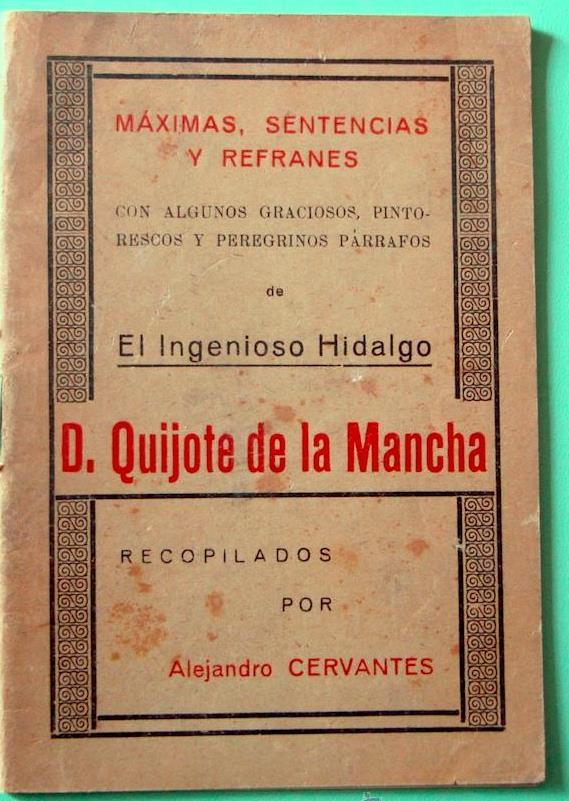 MÁXIMAS, SENTENCIAS
Y REFRANES
CON ALGUNOS GRACIOSOS, PINTO-
RESCOS Y PEREGRINOS PÁRRAFOS
de
El Ingenioso Hidalgo
D. Quijote de la Mancha
RECOPILADOS
POR
Alejandro CERVANTES